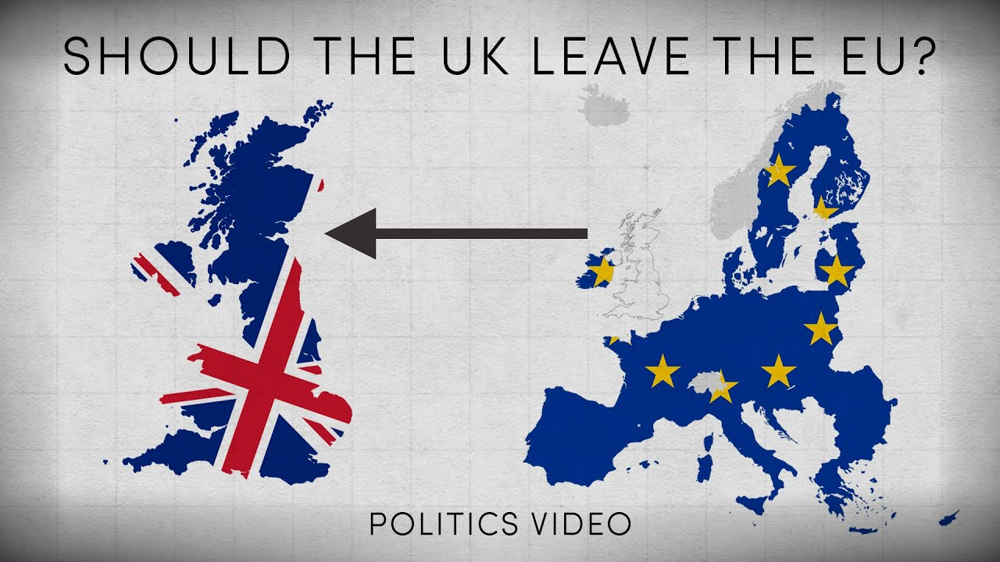 SHOULD THE UK LEAVE THE EU?
POLITICS VIDEO